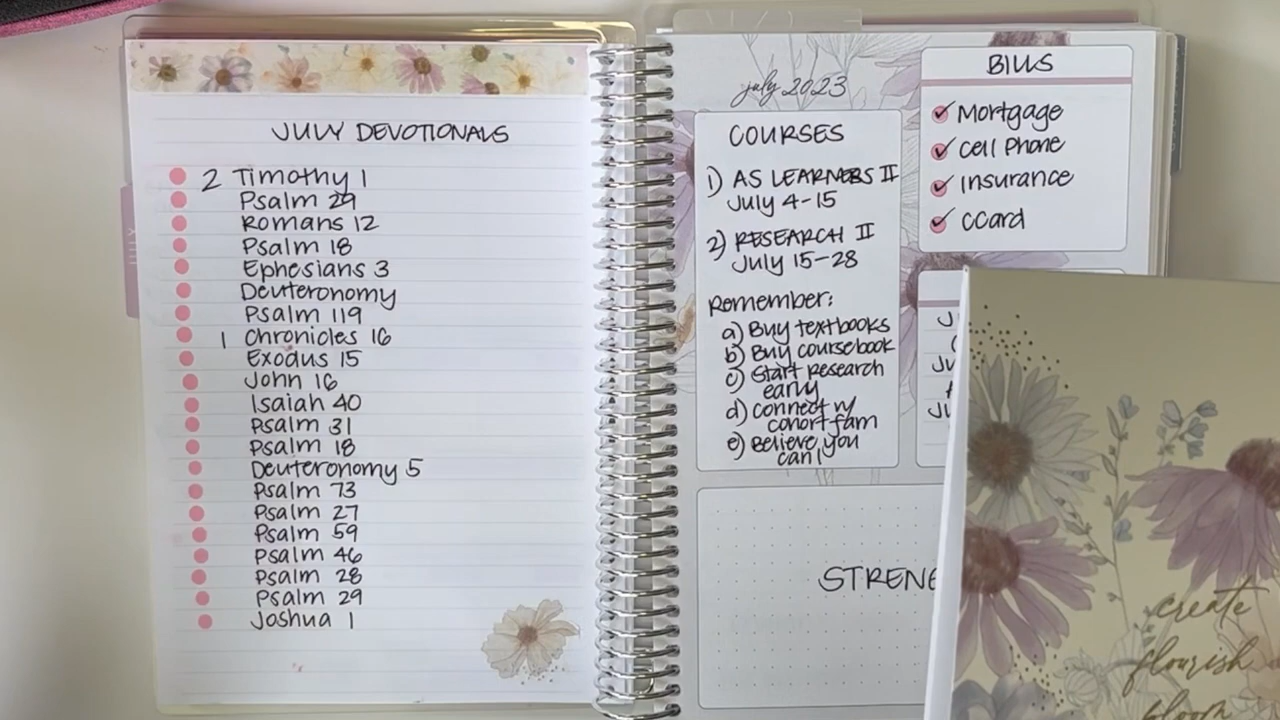 JULY DEVOTIONALS
2 Timothy 1
Psalm 29
Romans 12
Psalm 18
Ephesians 3
Deuteronomy
Psalm 119
1 Chronicles 16
Exodus 15
John 16
Isaiah 40
Psalm 31
Psalm 18
Deuteronomy 5
Psalm 73
Psalm 27
Psalm 59
Psalm 46
Psalm 28
Psalm 29
Joshua 1
JULY
july 2023
COURSES
1) AS LEARNERS II
July 4-15
2) RESEARCH II
July 15-28
Remember:
a) Buy textbooks
b) Buy coursebook
c) Start research
early
d) connect w/
cohort fam
e) Believe you
can!
BILLS
Mortgage
Cell Phone
Insurance
CCard
STRENG
create
flourish
bloom